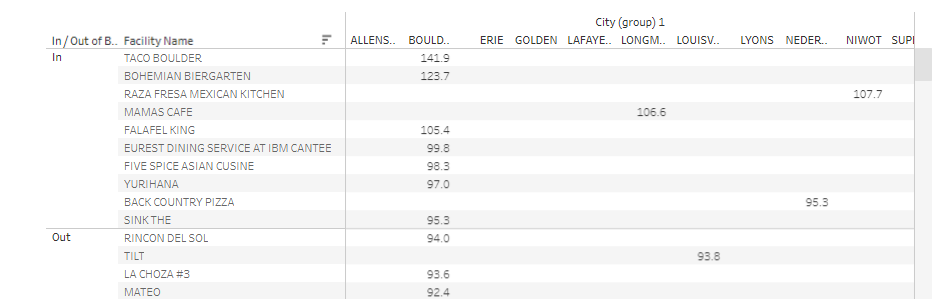 City (group) 1
In / Out of B.. Facility Name ALLENS.. BOULD.. ERIE GOLDEN LAFAYE.. LONGM.. LOUISV.. LYONS NEDER.. NIWOT SUPI
In TACO BOULDER 141.9
BOHEMIAN BIERGARTEN 123.7
RAZA FRESA MEXICAN KITCHEN 107.7
MAMAS CAFE 106.6
FALAFEL KING 105.4
EUREST DINING SERVICE AT IBM CANTEE 99.8
FIVE SPICE ASIAN CUSINE 98.3
YURIHANA 97.0
BACK COUNTRY PIZZA 95.3
SINK THE 95.3
Out RINCON DEL SOL 94.0
TILT 93.8
LA CHOZA #3 93.6
MATEO 92.4